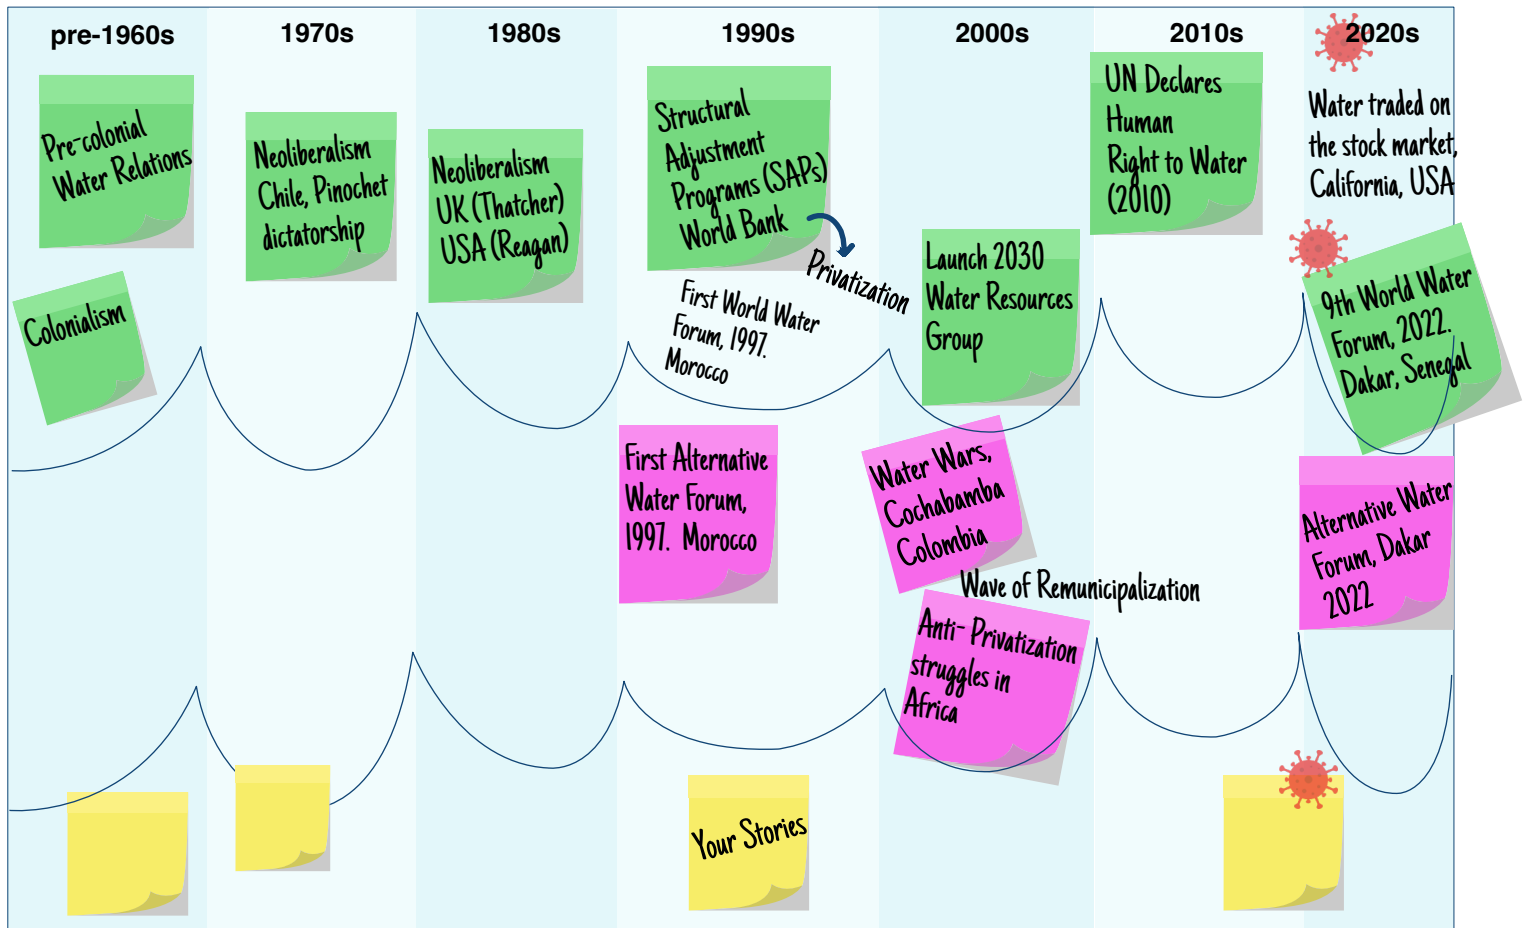 pre-1960s
1970s
1980s
1990s
2000s
2010s
2020s
Pre-colonial
Water Relations
Colonialism
Neoliberalism
Chile, Pinochet
dictatorship
Neoliberalism
UK (Thatcher)
USA (Reagan)
Structural
Adjustment
Programs (SAPs)
World Bank
Privatization
First World Water
Forum, 1997.
Morocco
Launch 2030
Water Resources
Group
UN Declares
Human
Right to Water
(2010)
Water traded on
the stock market,
California, USA
9th World Water
Forum, 2022.
Dakar, Senegal
First Alternative
Water Forum,
1997. Morocco
Water Wars,
Cochabamba
Colombia
Wave of Remunicipalization
Anti- Privatization
struggles in
Africa
Alternative Water
Forum, Dakar
2022
Your Stories